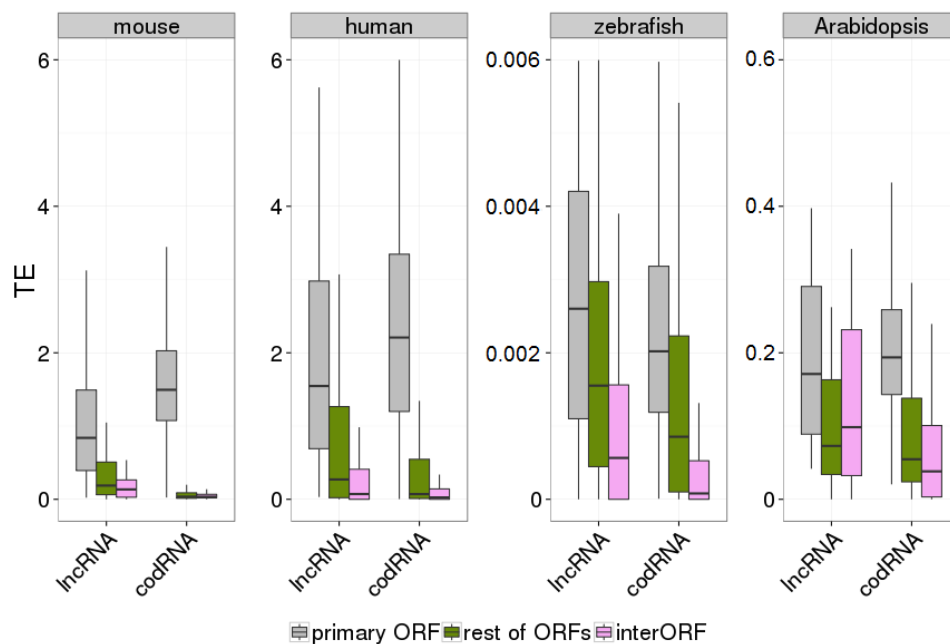 mouse human zebrafish Arabidopsis
6 6 0.006 0.6
4 4 0.004 0.4
2 2 0.002 0.2
0 0 0 0
TE
lncRNA codRNA lncRNA codRNA lncRNA codRNA lncRNA codRNA
primary ORF rest of ORFs interORF